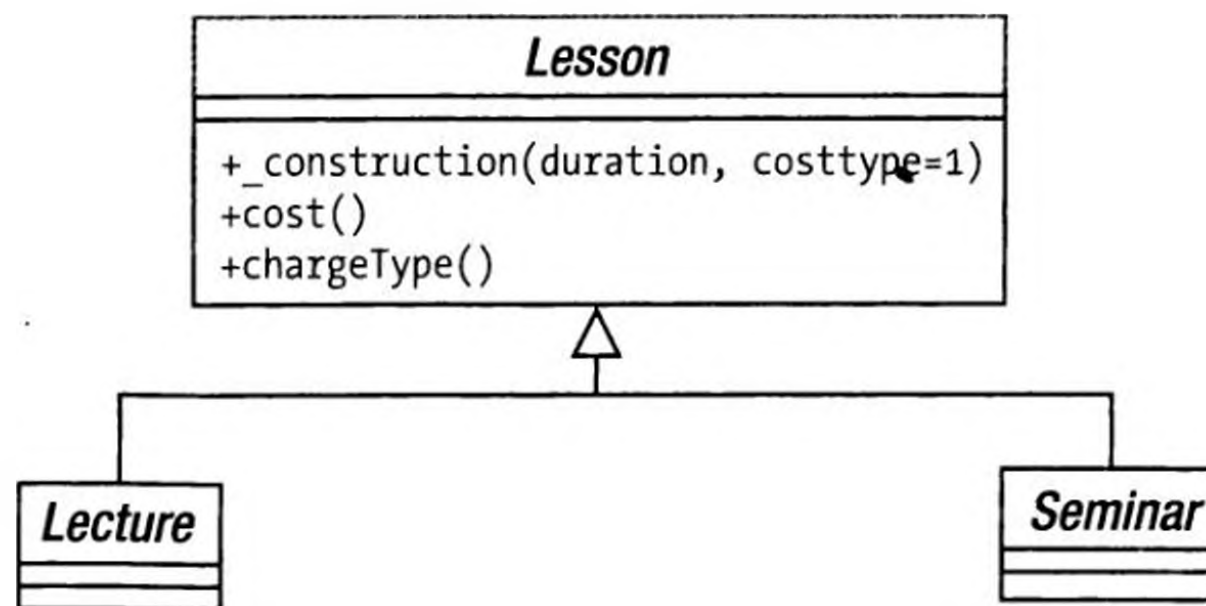 Lesson
+_construction(duration, costtype=1)
+cost()
+chargeType()
Lecture
Seminar